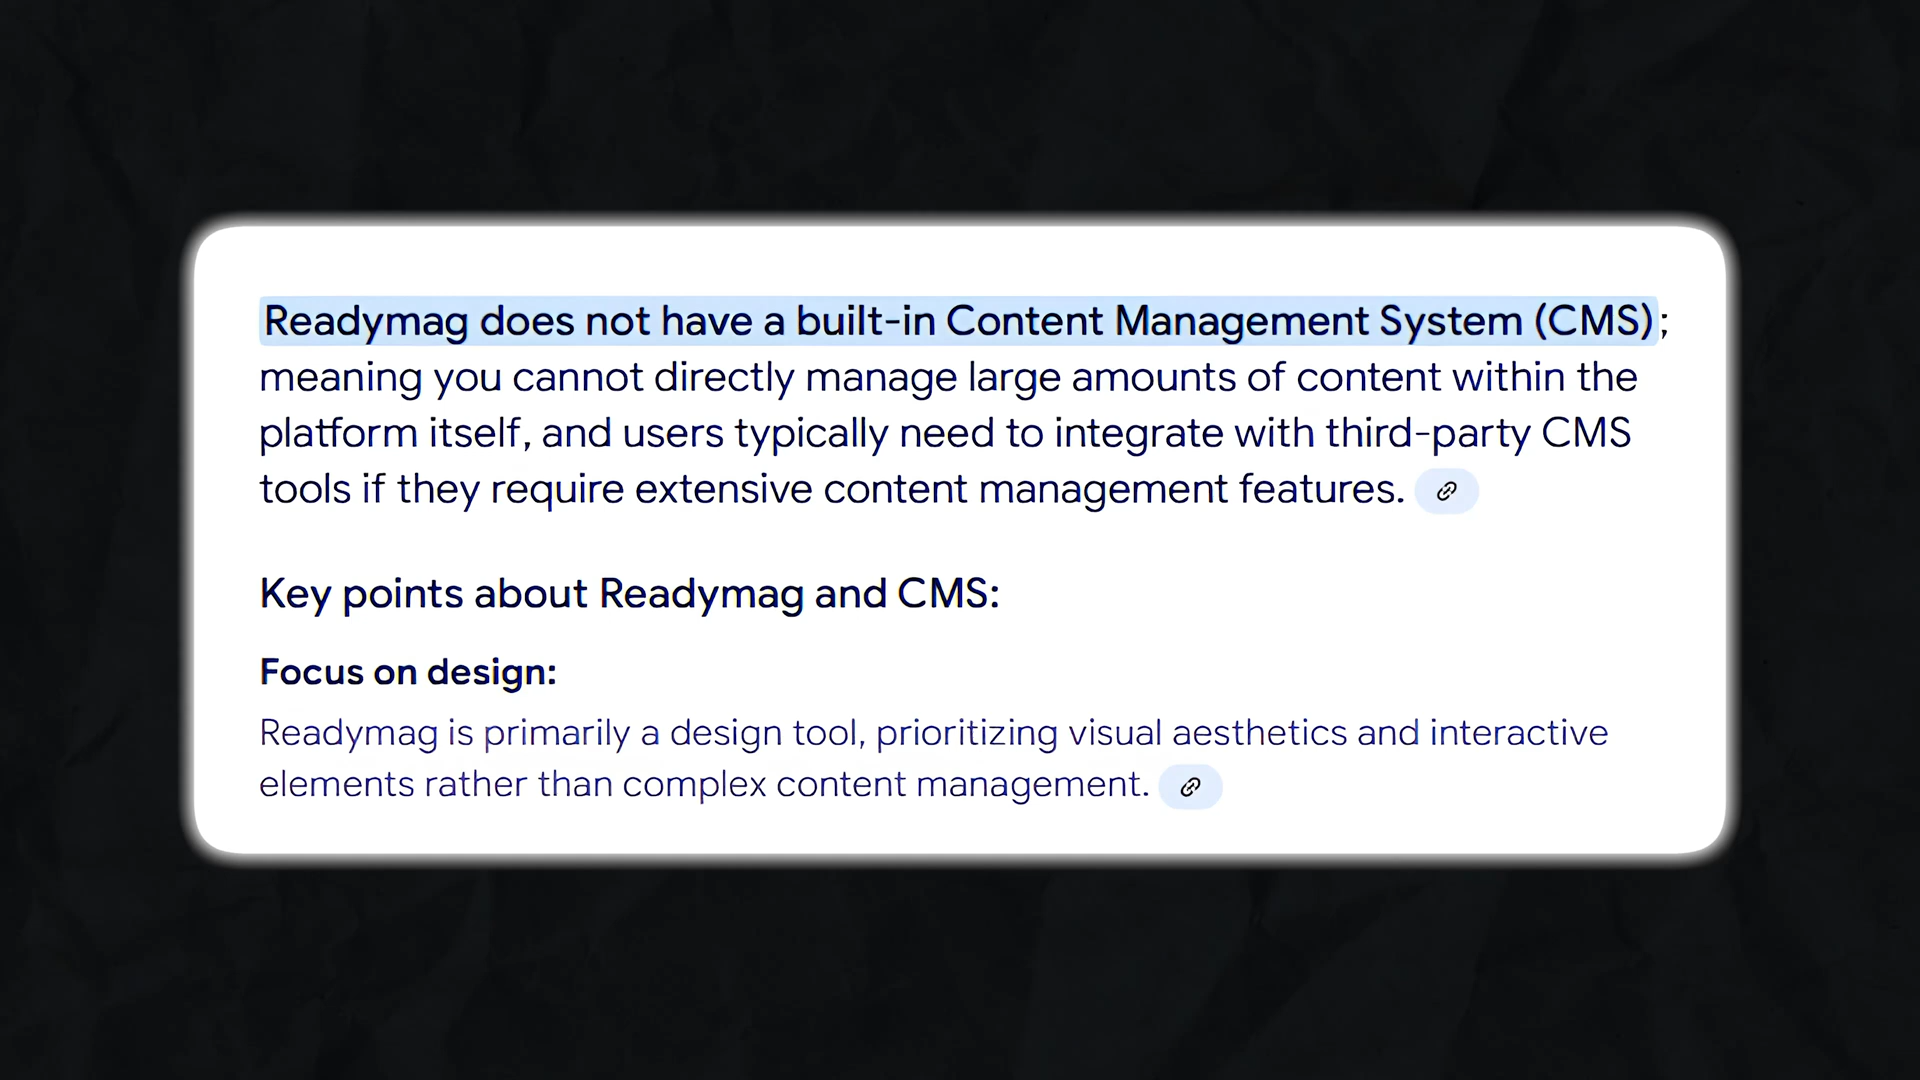 Readymag does not have a built-in Content Management System (CMS);
meaning you cannot directly manage large amounts of content within the
platform itself, and users typically need to integrate with third-party CMS
tools if they require extensive content management features.
Key points about Readymag and CMS:
Focus on design:
Readymag is primarily a design tool, prioritizing visual aesthetics and interactive
elements rather than complex content management.